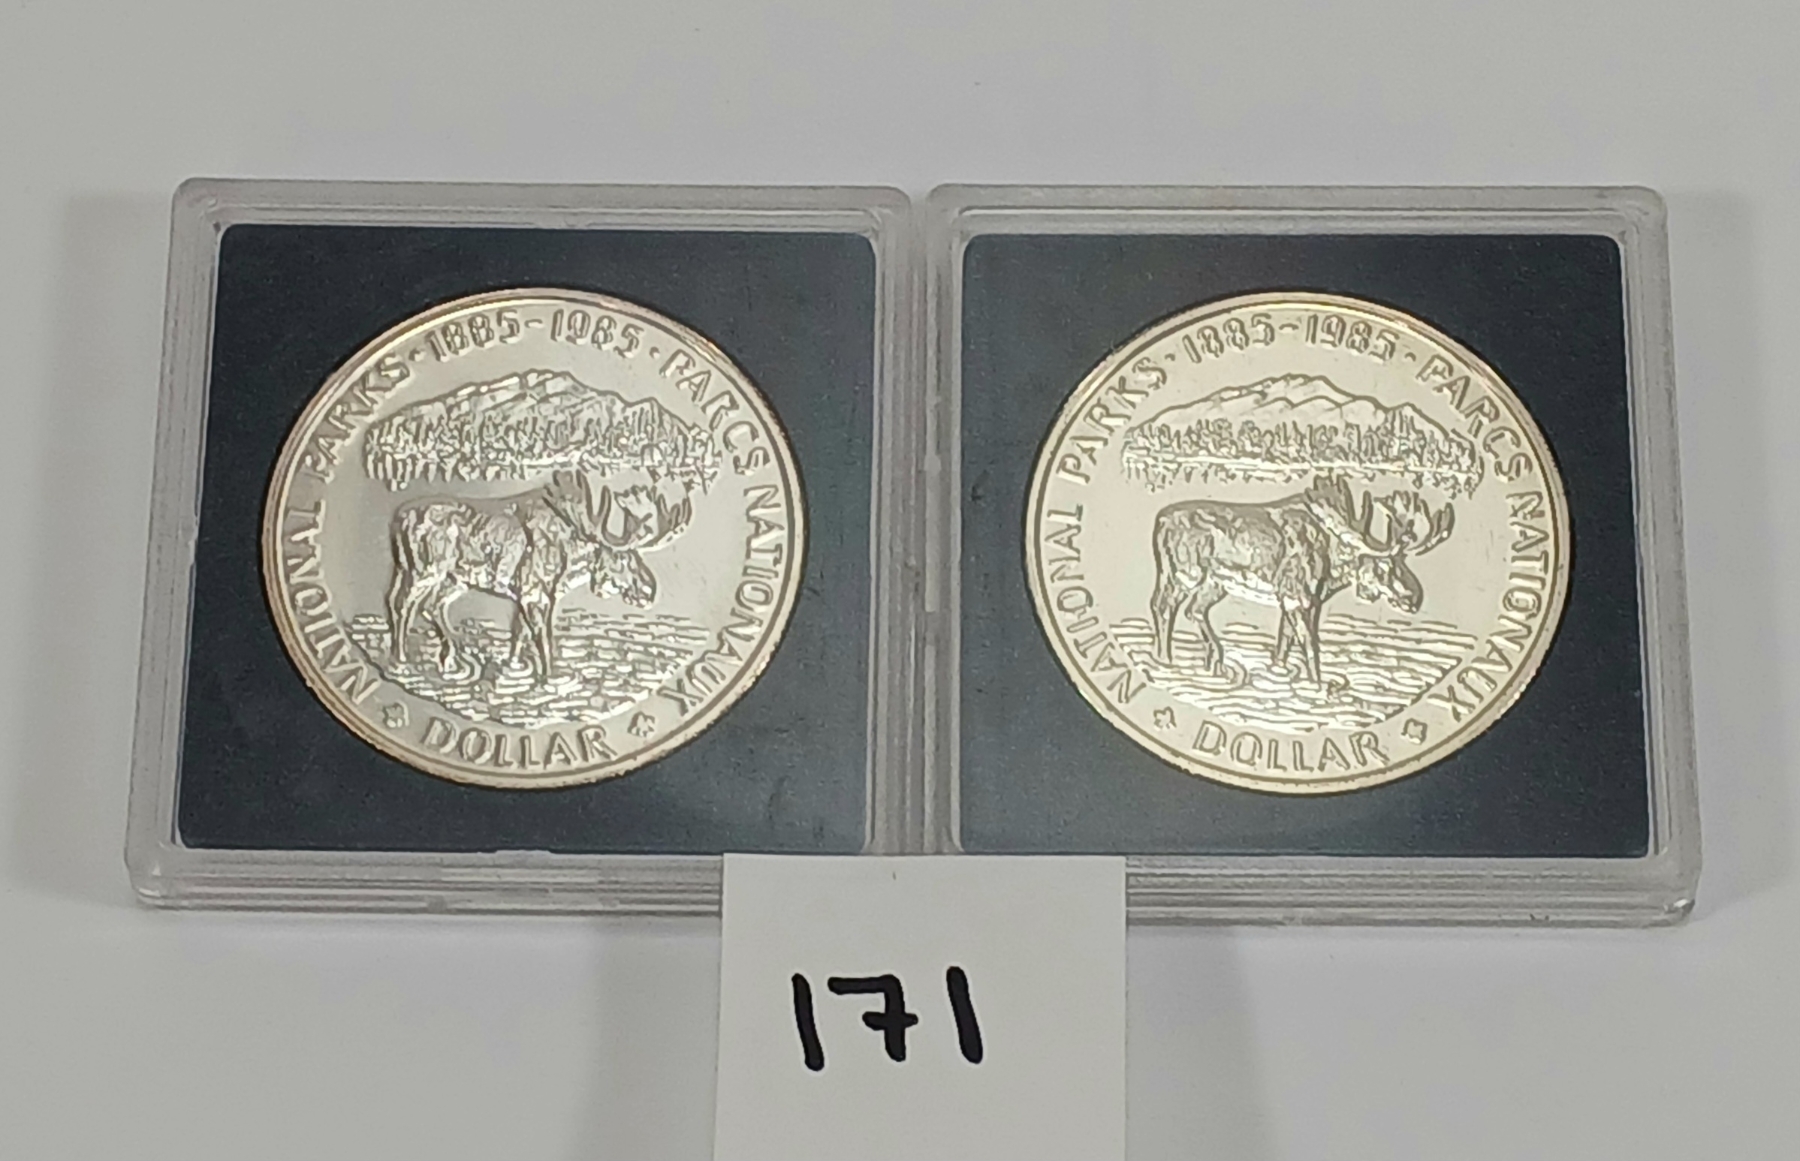 NATIONAL PARKS · 1885-1985 · PARCS NATIONAUX
DOLLAR
NATIONAL PARKS · 1885-1985 · PARCS NATIONAUX
DOLLAR
171